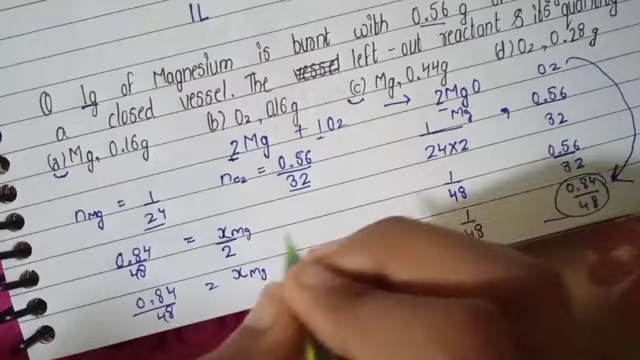 1L
Q 1g of Magnesium is burnt with 0.56 g
a closed vessel. The left-out reactant & its quantity
(a) Mg, 0.16g (b) O2, 0.16g (c) Mg, 0.44g (d) O2, 0.28g
2Mg + 1O2 → 2MgO
nMg = 1/24 nO2 = 0.56/32
Mg , O2
1/24×2 0.56/32
1/48 0.56/32
1/48 0.84/48
0.84/48 = xMg/2
0.84/48 = xMg